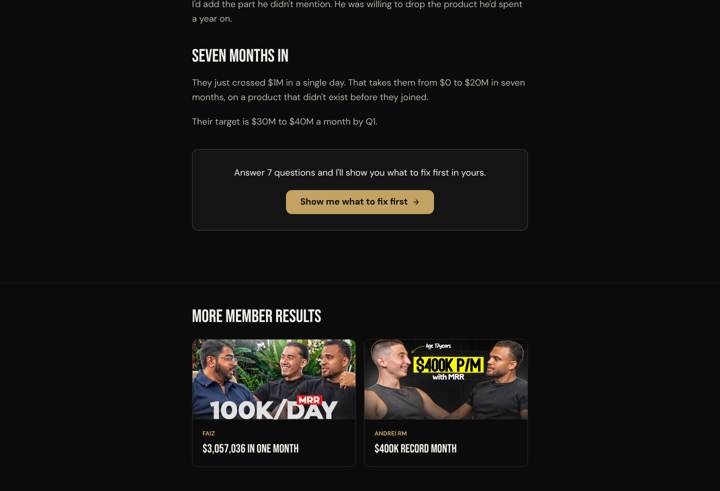 I'd add the part he didn't mention. He was willing to drop the product he'd spent
a year on.
SEVEN MONTHS IN
They just crossed $1M in a single day. That takes them from $0 to $20M in seven
months, on a product that didn't exist before they joined.
Their target is $30M to $40M a month by Q1.
Answer 7 questions and I'll show you what to fix first in yours.
Show me what to fix first →
MORE MEMBER RESULTS
MRR
100K/DAY
FAIZ
$3,057,036 IN ONE MONTH
Age 17years
$400K P/M
with MRR
ANDREI RM
$400K RECORD MONTH